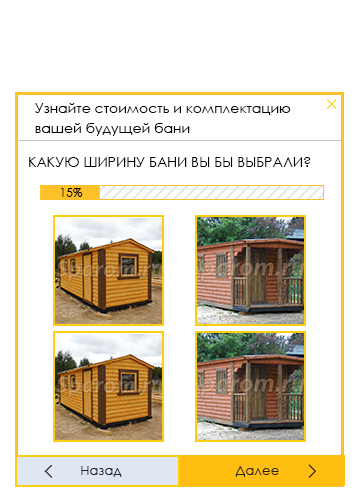 Узнайте стоимость и комплектацию
вашей будущей бани
КАКУЮ ШИРИНУ БАНИ ВЫ БЫ ВЫБРАЛИ?
15%
Назад
Далее